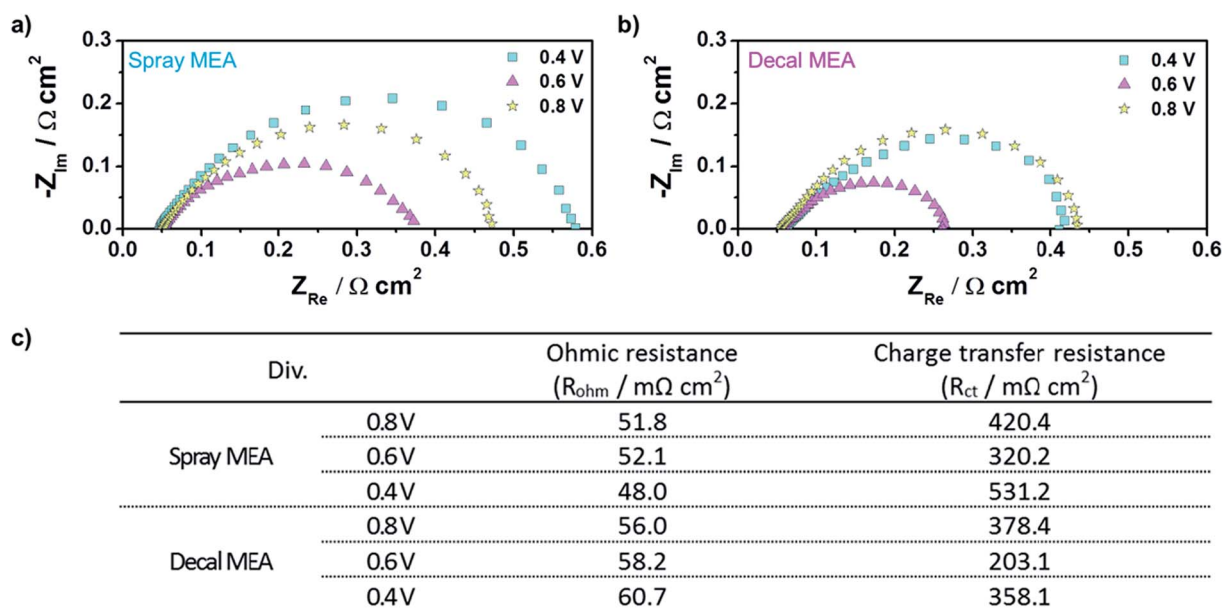 a)
Spray MEA
0.4 V
0.6 V
0.8 V
0.3
0.2
0.1
0.0
-Z_Im / Ω cm²
0.0 0.1 0.2 0.3 0.4 0.5 0.6
Z_Re / Ω cm²
b)
Decal MEA
0.4 V
0.6 V
0.8 V
0.3
0.2
0.1
0.0
-Z_Im / Ω cm²
0.0 0.1 0.2 0.3 0.4 0.5 0.6
Z_Re / Ω cm²
c)
Div. Ohmic resistance (R_ohm / mΩ cm²) Charge transfer resistance (R_ct / mΩ cm²)
Spray MEA
0.8V 51.8 420.4
0.6V 52.1 320.2
0.4V 48.0 531.2
Decal MEA
0.8V 56.0 378.4
0.6V 58.2 203.1
0.4V 60.7 358.1